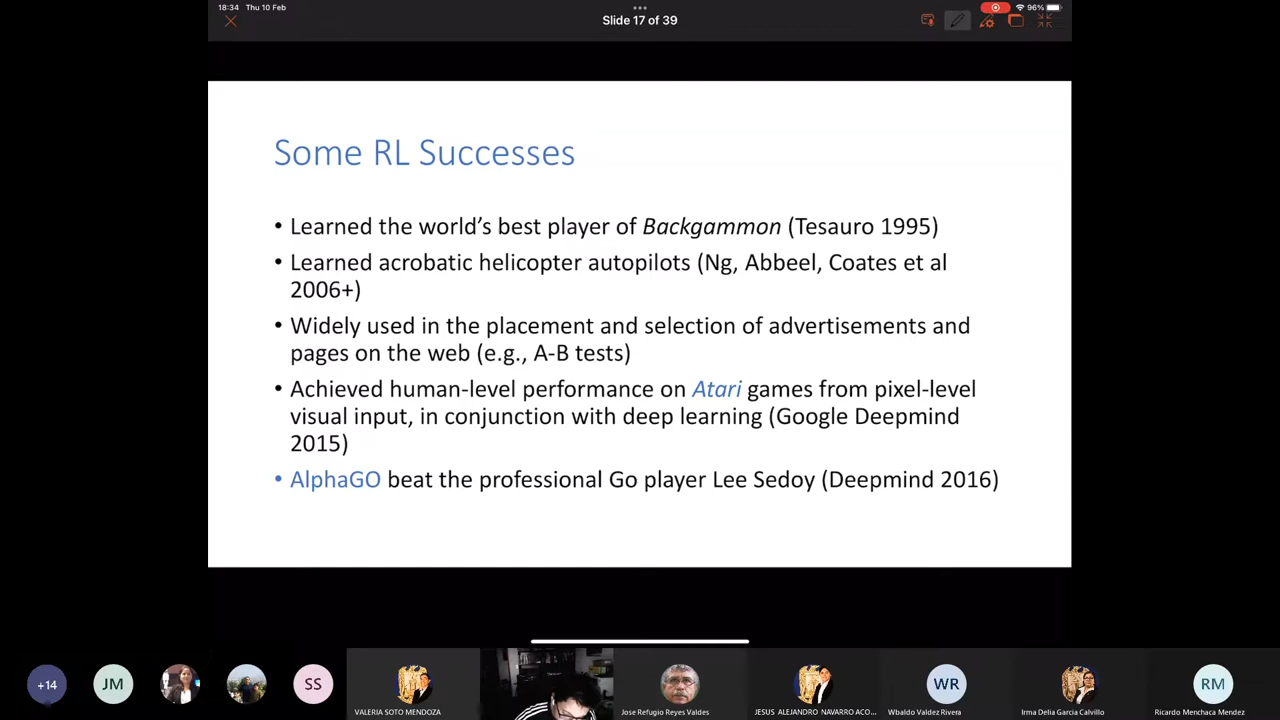 18:34 Thu 10 Feb
Slide 17 of 39
96%
Some RL Successes
• Learned the world's best player of Backgammon (Tesauro 1995)
• Learned acrobatic helicopter autopilots (Ng, Abbeel, Coates et al
2006+)
• Widely used in the placement and selection of advertisements and
pages on the web (e.g., A-B tests)
• Achieved human-level performance on Atari games from pixel-level
visual input, in conjunction with deep learning (Google Deepmind
2015)
• AlphaGO beat the professional Go player Lee Sedoy (Deepmind 2016)
+14
JM
SS
WR
RM
VALERIA SOTO MENDOZA
Jose Refugio Reyes Valdes
JESUS ALEJANDRO NAVARRO ACO...
Wbaldo Valdez Rivera
Irma Delia Garcia Calvillo
Ricardo Menchaca Mendez